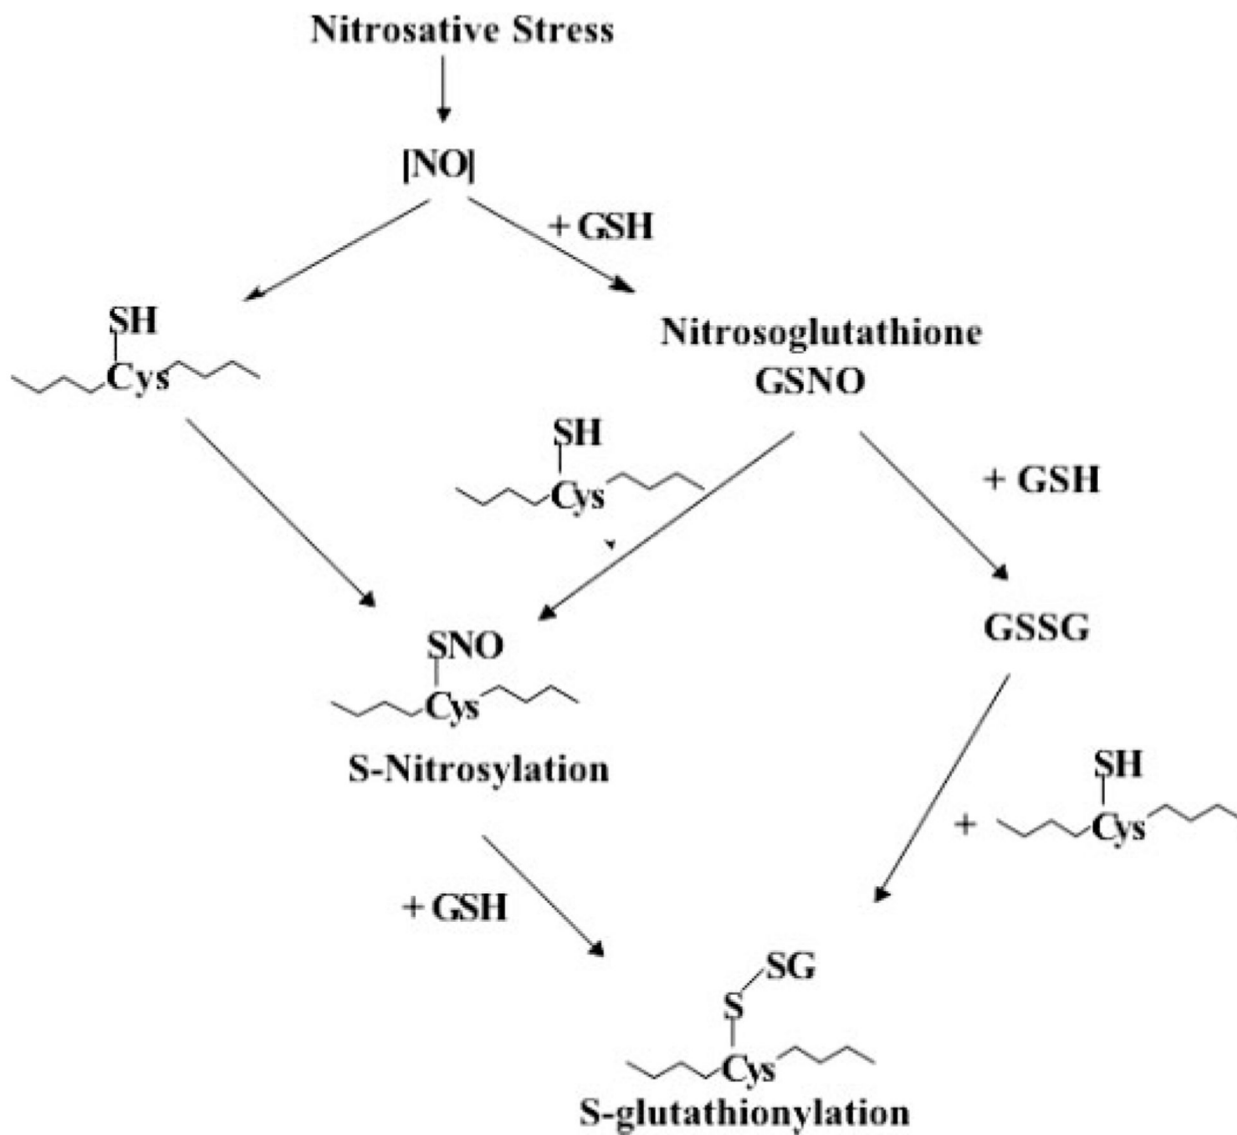 Nitrosative Stress
|NO|
+ GSH
SH
Cys
Nitrosoglutathione
GSNO
SH
Cys
+ GSH
SNO
Cys
S-Nitrosylation
GSSG
SH
+ Cys
+ GSH
SG
S
Cys
S-glutathionylation